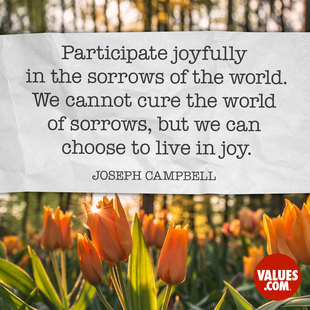 Participate joyfully
in the sorrows of the world.
We cannot cure the world
of sorrows, but we can
choose to live in joy.
JOSEPH CAMPBELL
VALUES
.COM®